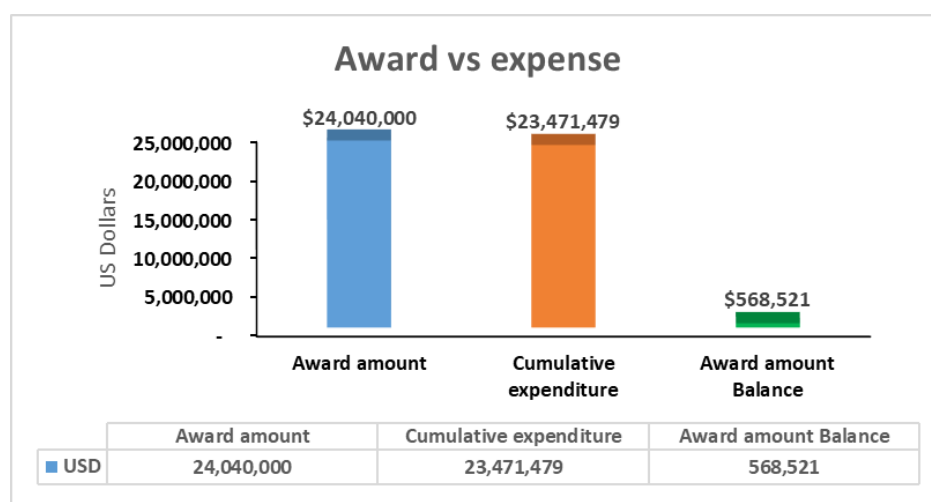 Award vs expense
$24,040,000
$23,471,479
25,000,000
20,000,000
15,000,000
10,000,000
5,000,000
-
US Dollars
$568,521
Award amount
Cumulative
expenditure
Award amount
Balance
Award amount Cumulative expenditure Award amount Balance
USD 24,040,000 23,471,479 568,521